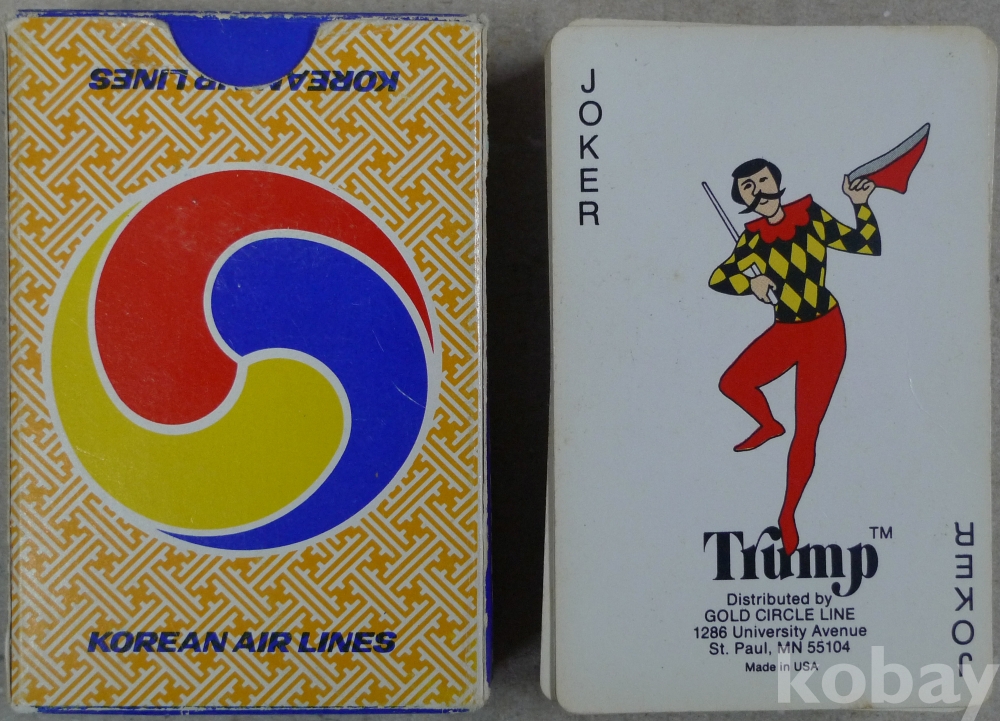 KOREAN AIR LINES
KOREAN AIR LINES
JOKER
Trump™
Distributed by
GOLD CIRCLE LINE
1286 University Avenue
St. Paul, MN 55104
Made in USA
JOKER
kobay